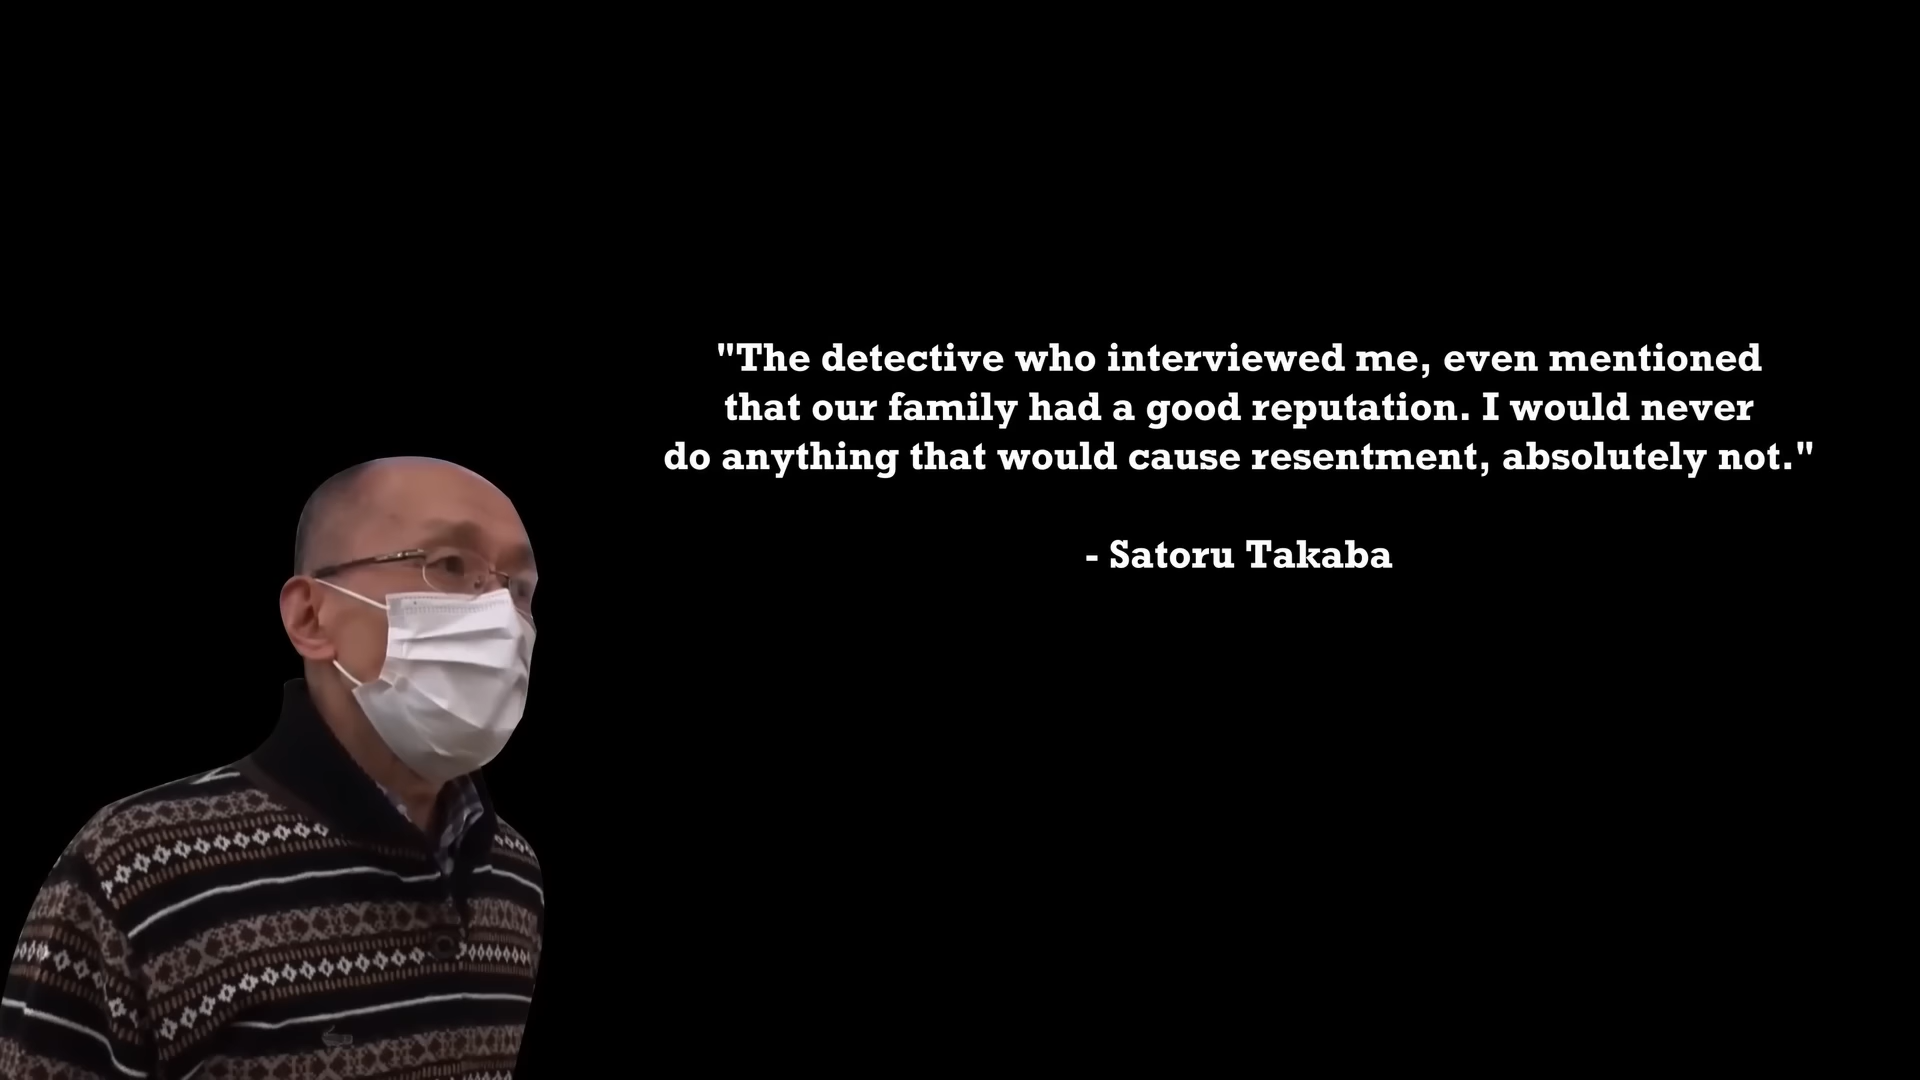 "The detective who interviewed me, even mentioned
that our family had a good reputation. I would never
do anything that would cause resentment, absolutely not."
- Satoru Takaba